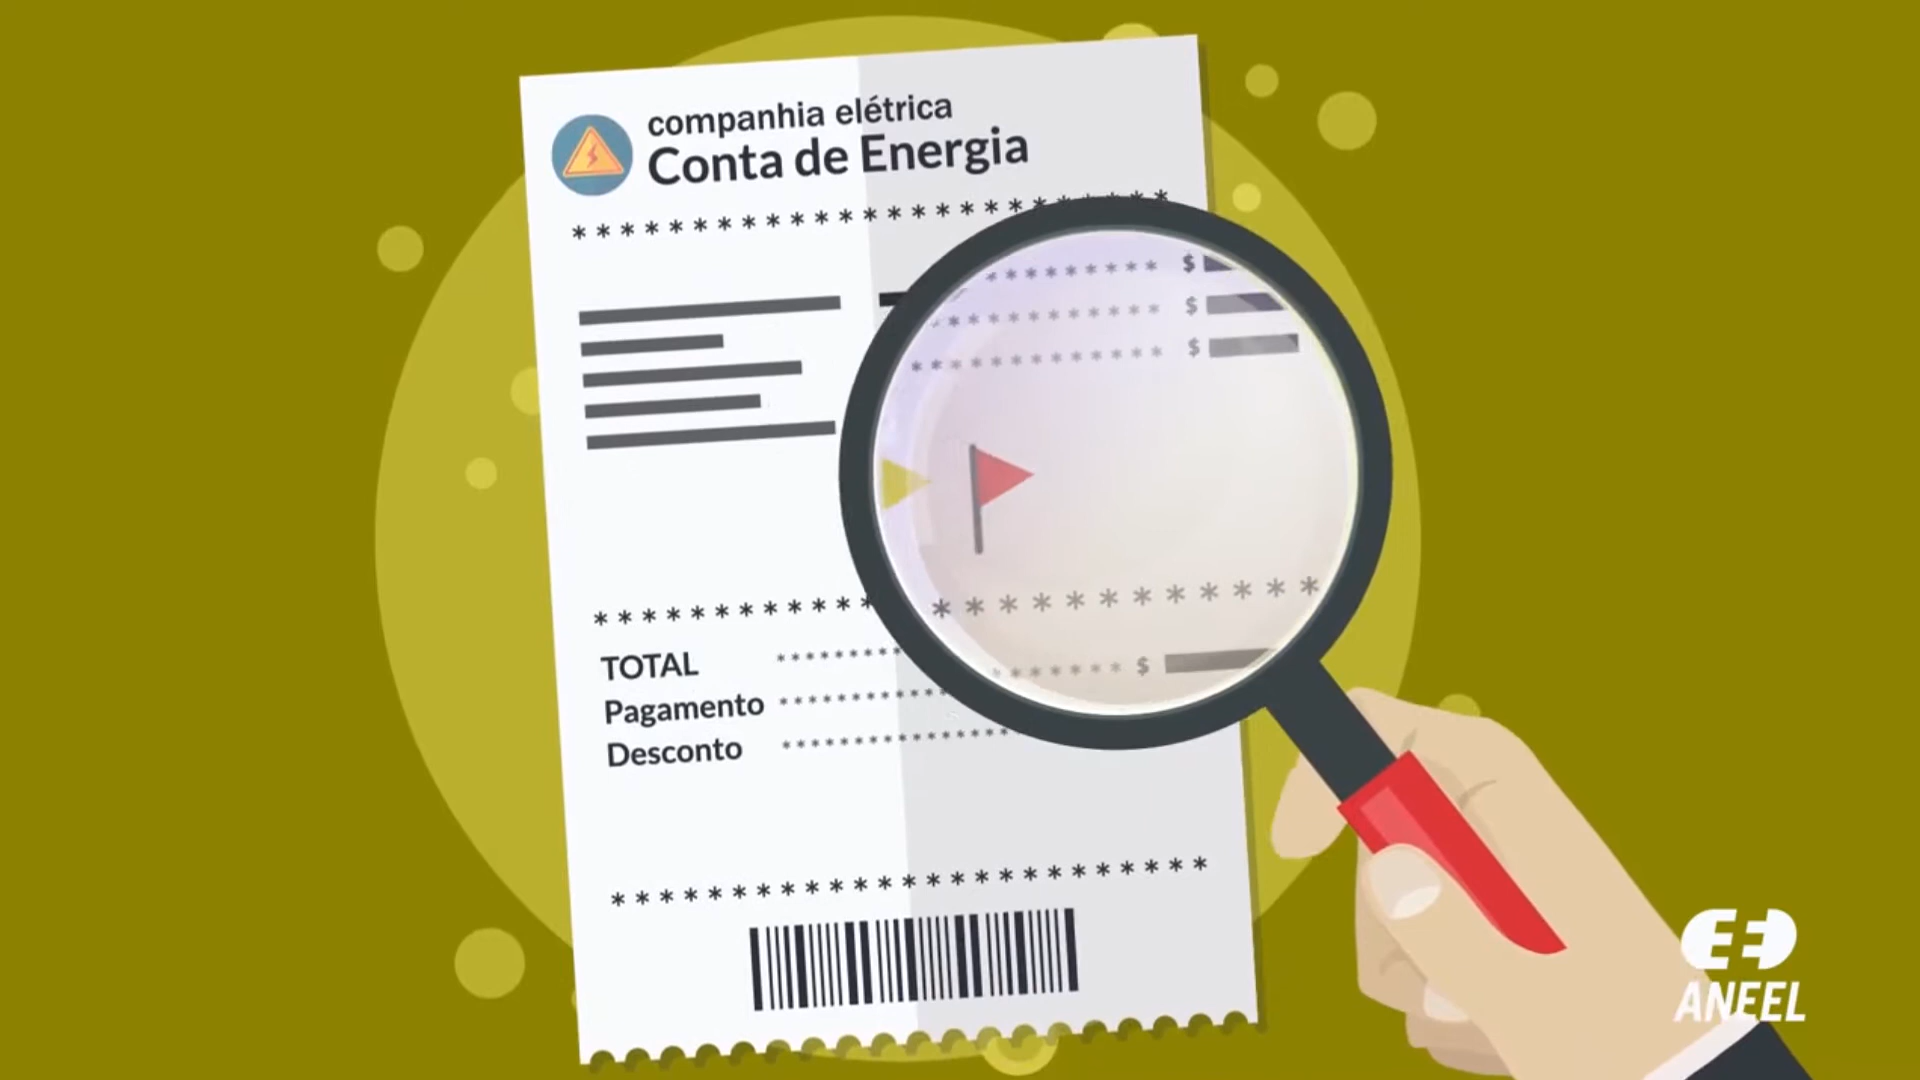 companhia elétrica
Conta de Energia
* * * * * * * * * * * * * * * * * * * * * * * * *
* * * * * * * * * $
* * * * * * * * * * * $
* * * * * * * * * * * $
* * * * * * * * * * * * * * * * * * * * * * * *
TOTAL * * * * * * * * * * * * * * * * * $
Pagamento * * * * * * * * * * * *
Desconto * * * * * * * * * * * * * * * * *
* * * * * * * * * * * * * * * * * * * * * * * * *
ANEEL